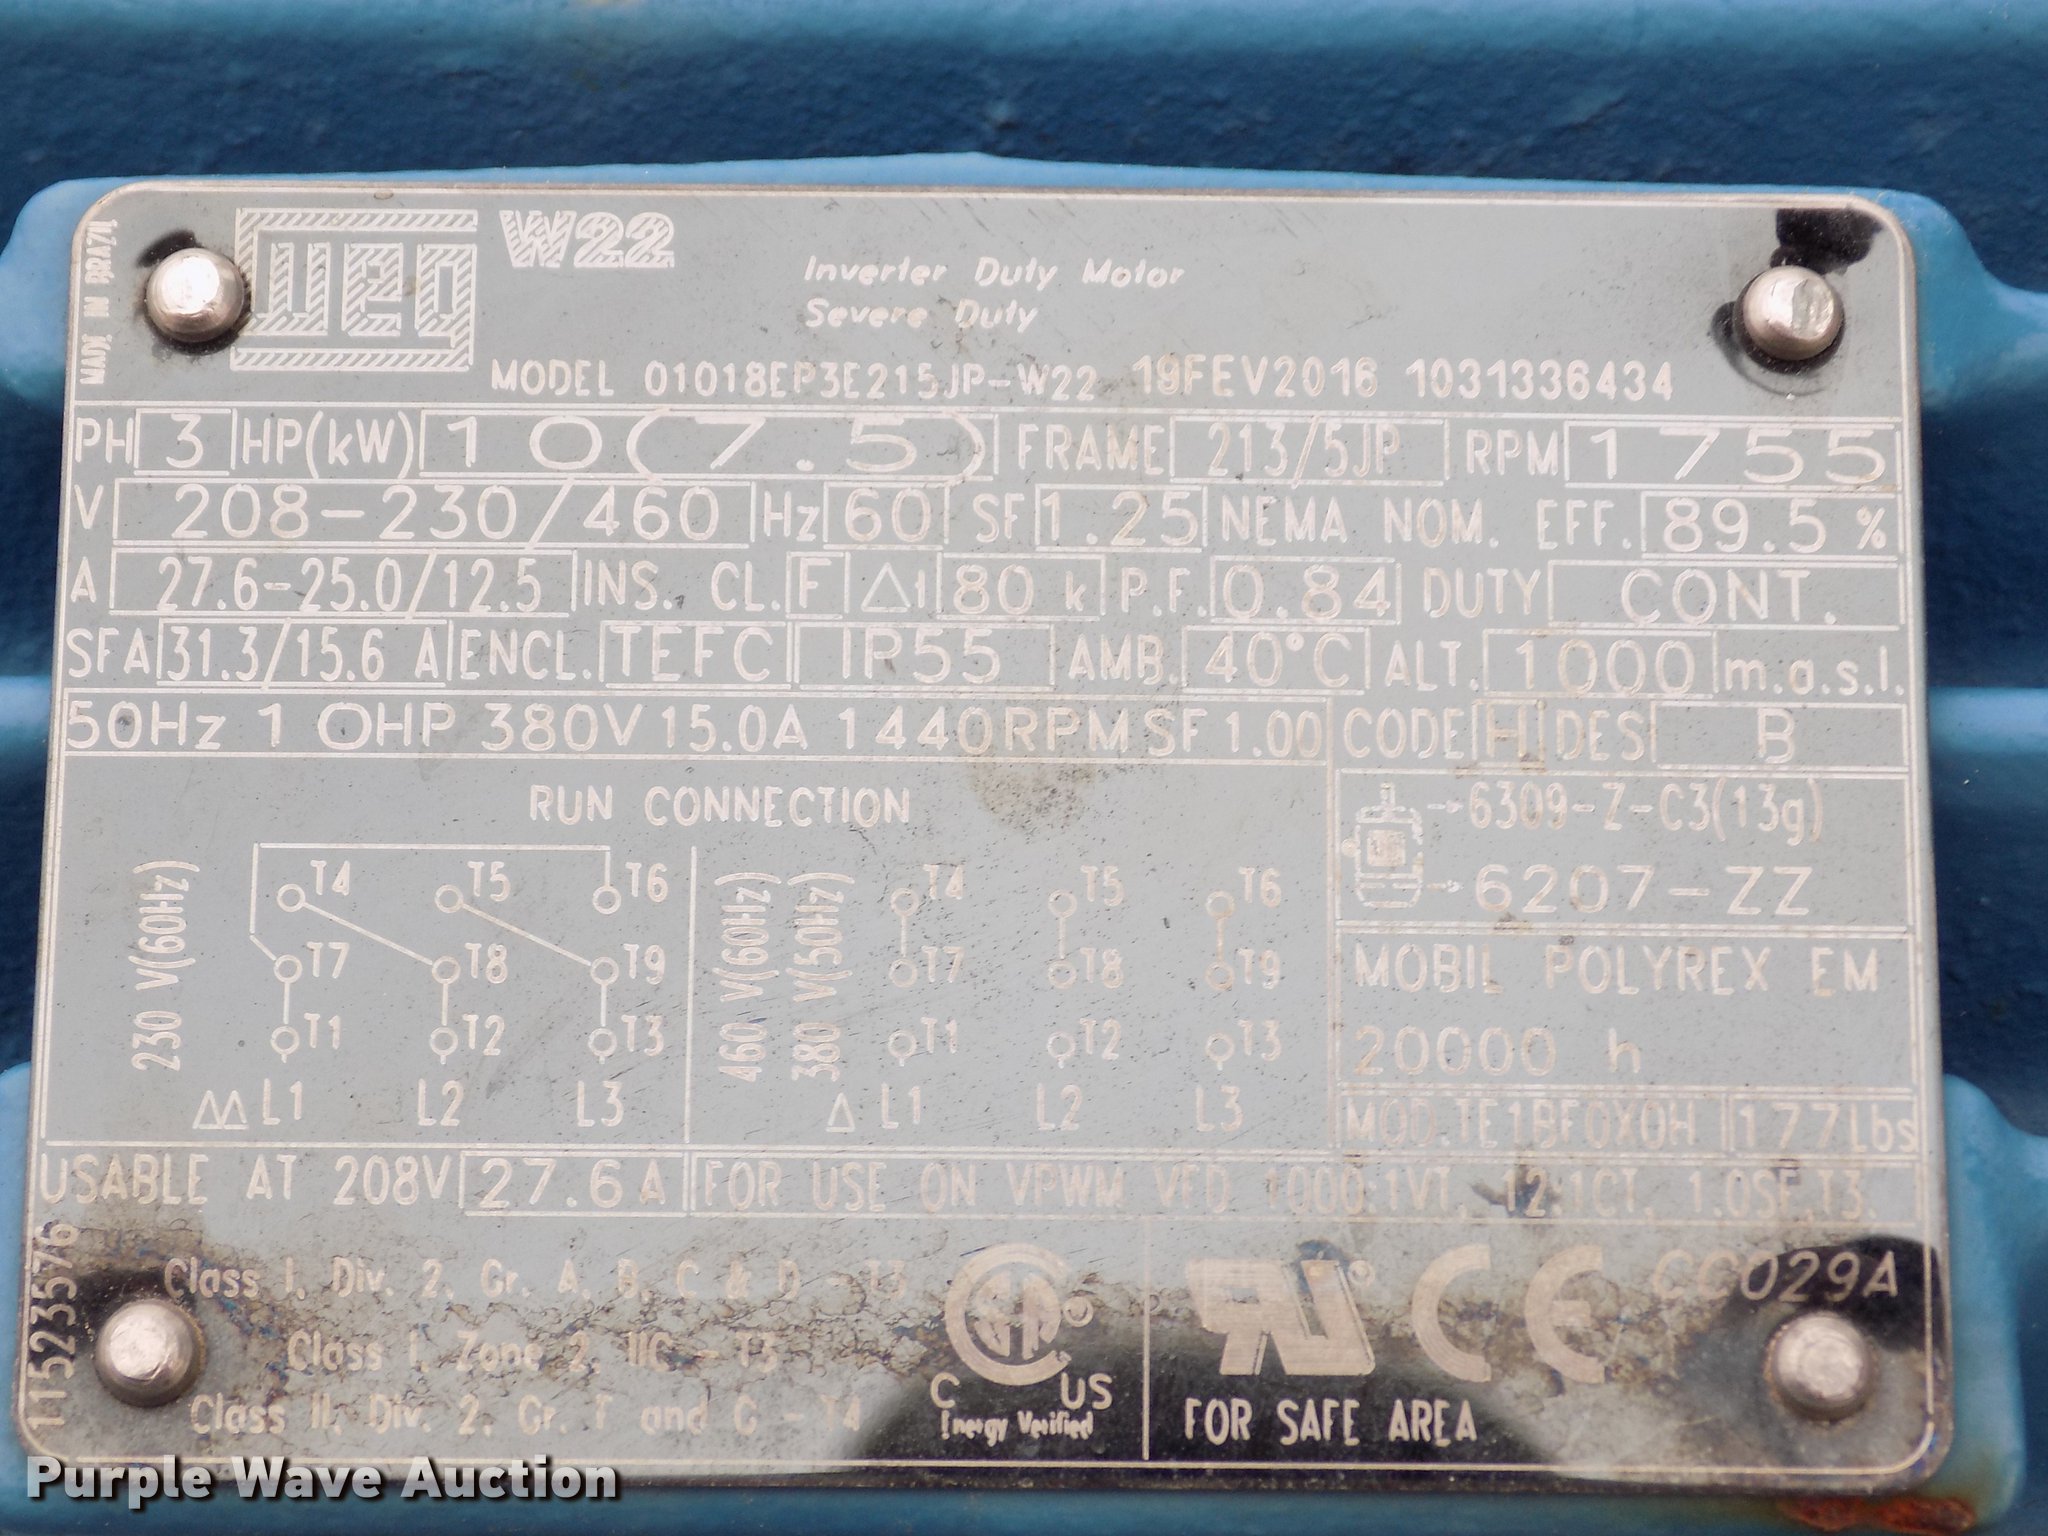 MADE IN BRAZIL
WEG W22
Inverter Duty Motor
Severe Duty
MODEL 01018EP3E215JP-W22 19FEV2016 1031336434
PH 3 HP(kW) 10(7.5) FRAME 213/5JP RPM 1755
V 208-230/460 Hz 60 SF 1.25 NEMA NOM. EFF. 89.5 %
A 27.6-25.0/12.5 INS. CL. F Δt 80 k P.F. 0.84 DUTY CONT.
SFA 31.3/15.6 A ENCL. TEFC IP55 AMB. 40°C ALT. 1000 m.a.s.l.
50Hz 10HP 380V 15.0A 1440RPM SF 1.00 CODE H DES B
RUN CONNECTION
230 V(60Hz)
T4 T5 T6
T7 T8 T9
T1 T2 T3
ΔΔ L1 L2 L3
460 V(60Hz)
380 V(50Hz)
T4 T5 T6
T7 T8 T9
T1 T2 T3
Δ L1 L2 L3
6309-Z-C3(13g)
6207-ZZ
MOBIL POLYREX EM
20000 h
MOD.TE1BF0X0H 177Lbs
USABLE AT 208V 27.6 A FOR USE ON VPWM VFD 1000:1VT, 12:1CT, 1.0SF,T3.
11523576
Class I, Div. 2, Gr. A, B, C & D - T3
Class I, Zone 2, IIC - T3
Class II, Div. 2, Gr. F and G - T4
C US
Energy Verified
CE CC029A
FOR SAFE AREA
Purple Wave Auction